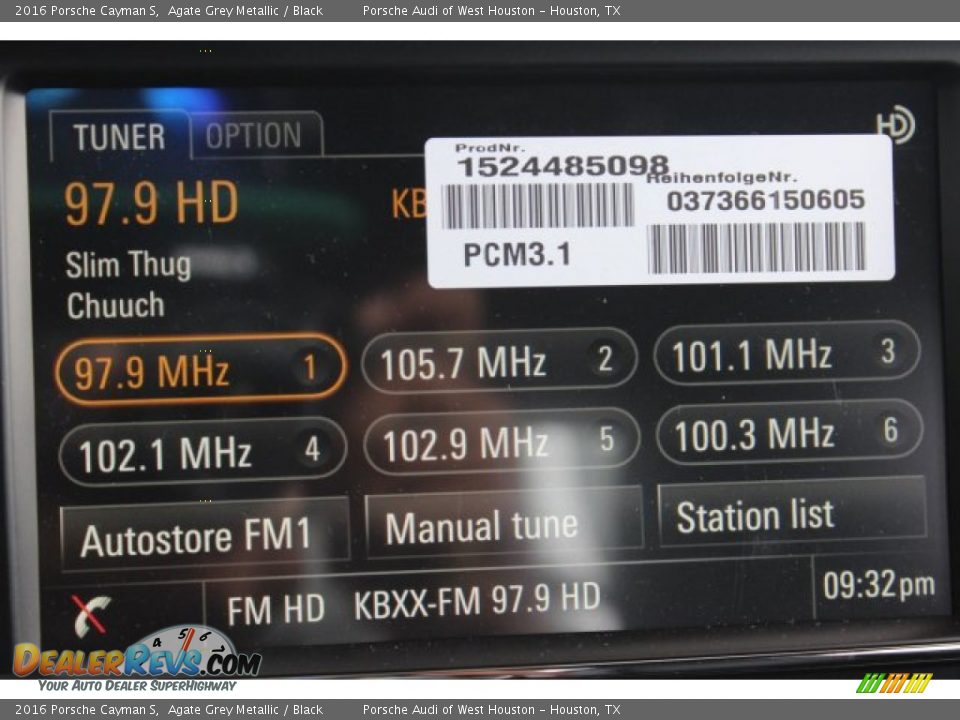 2016 Porsche Cayman S, Agate Grey Metallic / Black Porsche Audi of West Houston - Houston, TX
TUNER OPTION HD
ProdNr.
1524485098
ReihenfolgeNr.
037366150605
PCM3.1
97.9 HD KB
Slim Thug
Chuuch
97.9 MHz 1 105.7 MHz 2 101.1 MHz 3
102.1 MHz 4 102.9 MHz 5 100.3 MHz 6
Autostore FM1 Manual tune Station list
FM HD KBXX-FM 97.9 HD 09:32pm
4 5 6
DEALERREVS.COM
YOUR AUTO DEALER SUPERHIGHWAY
2016 Porsche Cayman S, Agate Grey Metallic / Black Porsche Audi of West Houston - Houston, TX